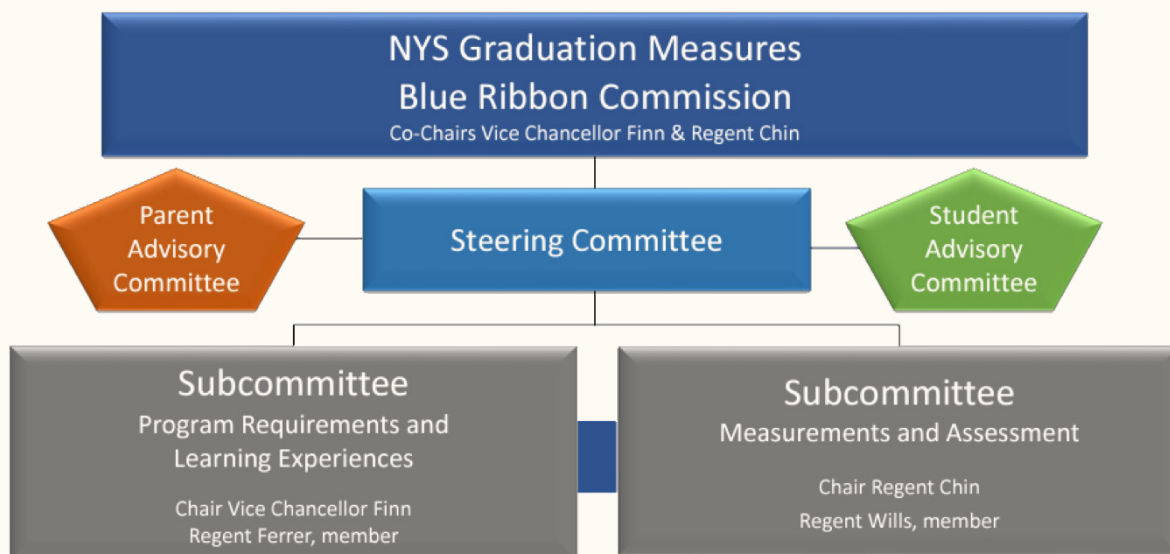 NYS Graduation Measures
Blue Ribbon Commission
Co-Chairs Vice Chancellor Finn & Regent Chin
Parent
Advisory
Committee
Steering Committee
Student
Advisory
Committee
Subcommittee
Program Requirements and
Learning Experiences
Chair Vice Chancellor Finn
Regent Ferrer, member
Subcommittee
Measurements and Assessment
Chair Regent Chin
Regent Wills, member